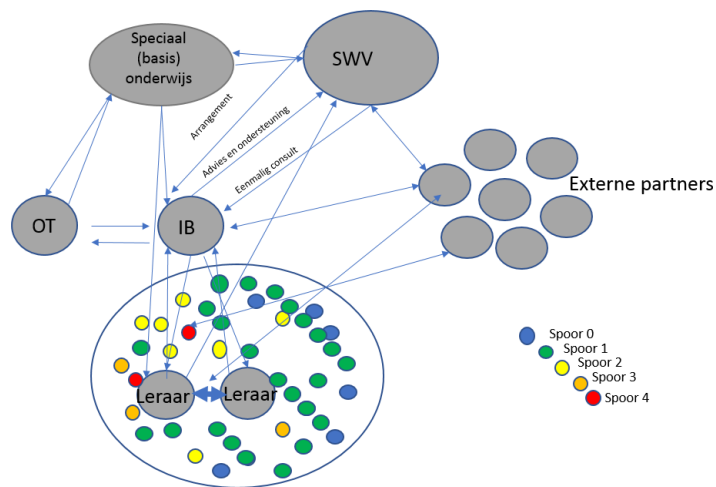 Speciaal
(basis)
onderwijs
SWV
Arrangement
Advies en ondersteuning
Eenmalig consult
Externe partners
OT
IB
Leraar
Leraar
Spoor 0
Spoor 1
Spoor 2
Spoor 3
Spoor 4